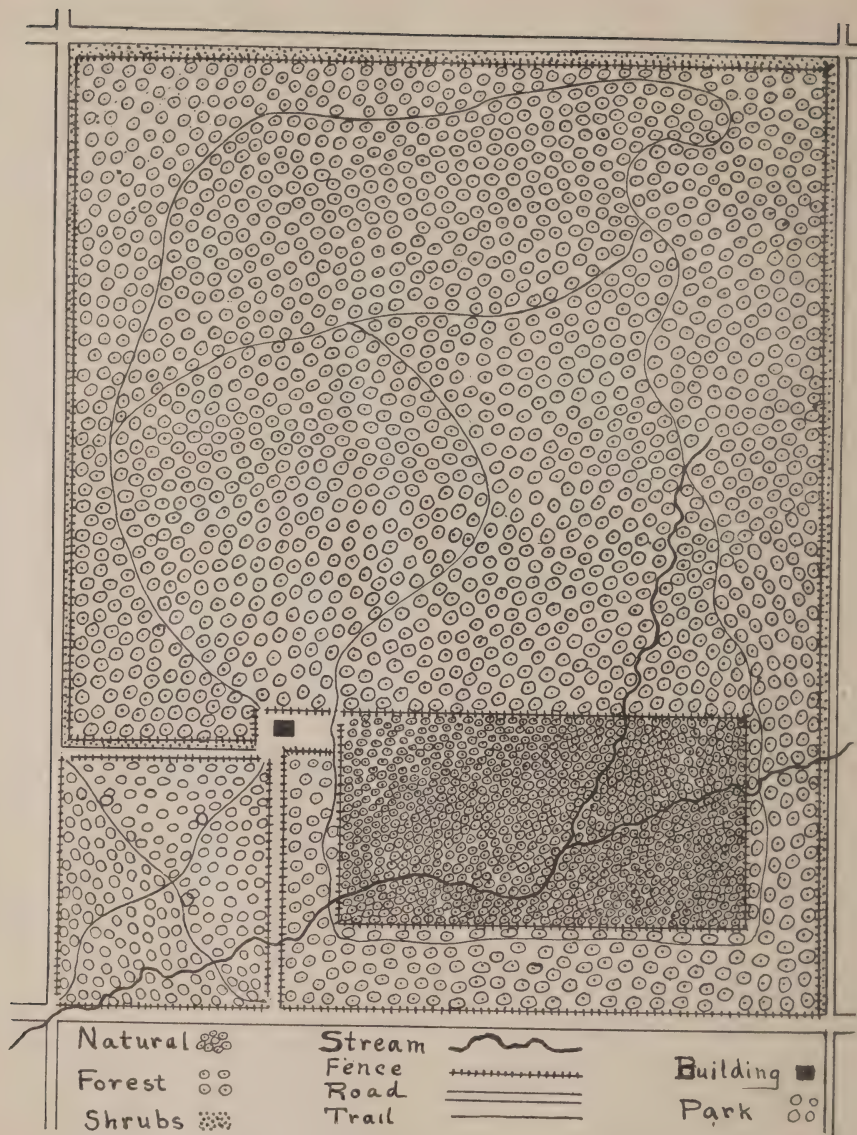 Natural
Forest
Shrubs
Stream
Fence
Road
Trail
Building
Park